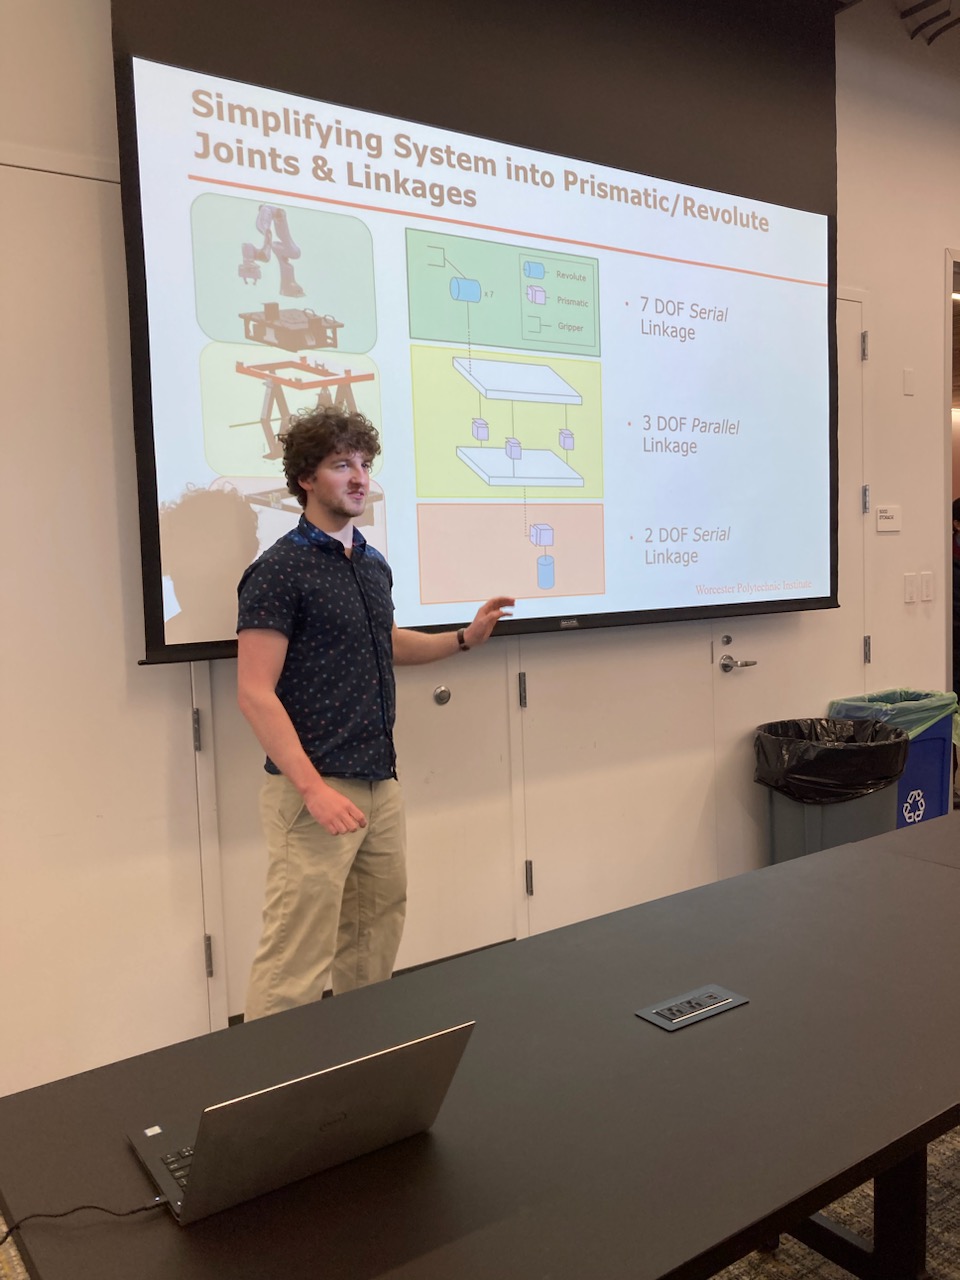 Simplifying System into Prismatic/Revolute
Joints & Linkages
Revolute
x 7
Prismatic
Gripper
• 7 DOF Serial
Linkage
• 3 DOF Parallel
Linkage
• 2 DOF Serial
Linkage
Worcester Polytechnic Institute